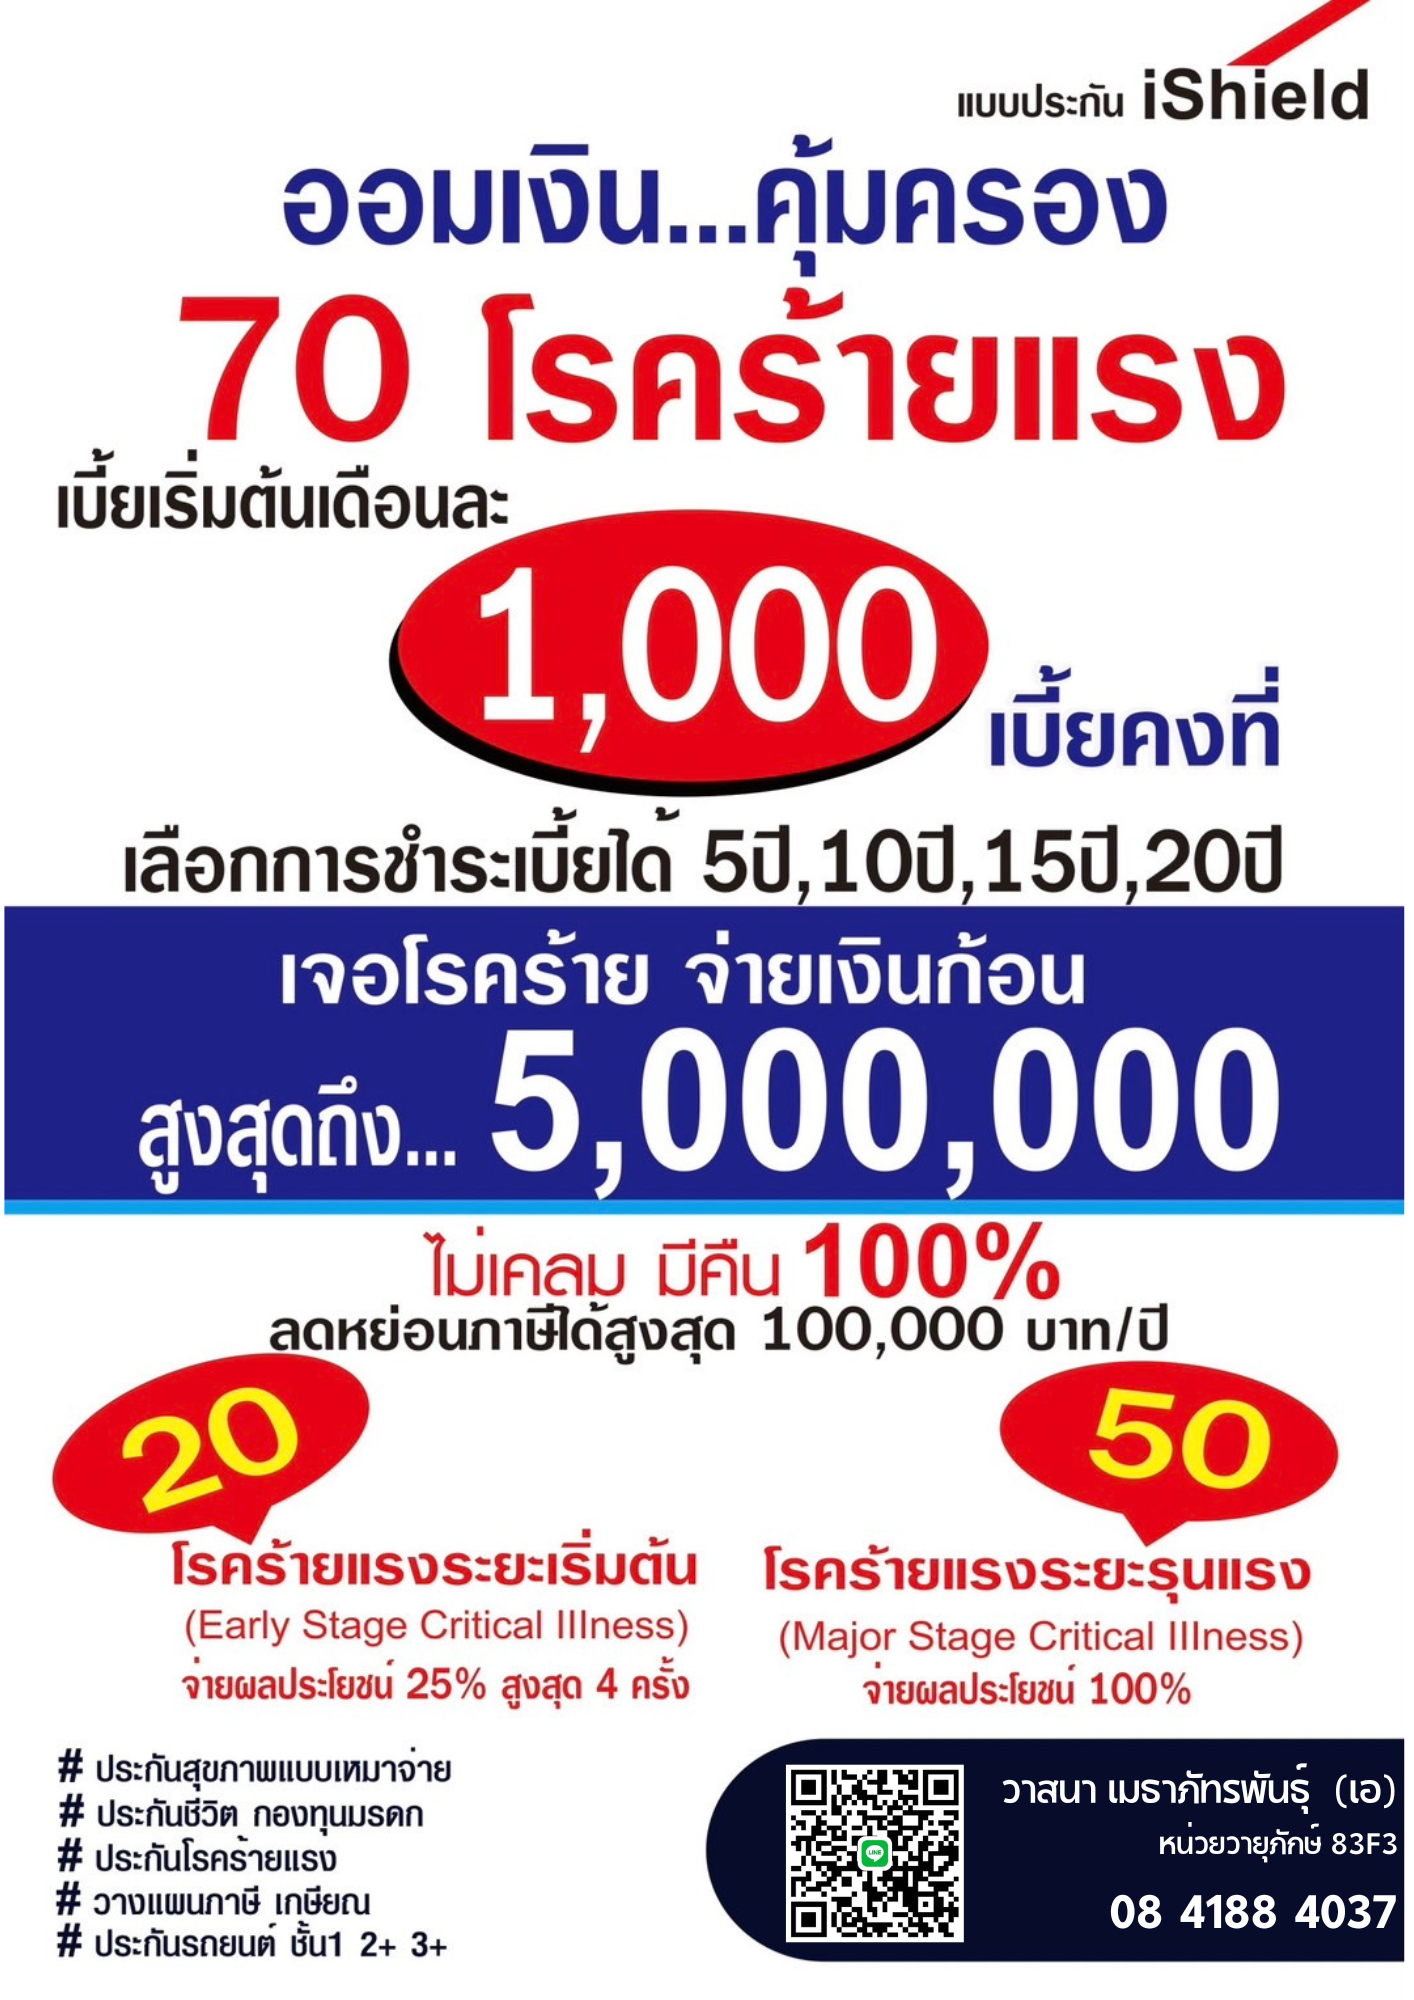 แบบประกัน iShield
ออมเงิน...คุ้มครอง
70 โรคร้ายแรง
เบี้ยเริ่มต้นเดือนละ
1,000
เบี้ยคงที่
เลือกการชำระเบี้ยได้ 5ปี,10ปี,15ปี,20ปี
เจอโรคร้าย จ่ายเงินก้อน
สูงสุดถึง... 5,000,000
ไม่เคลม มีคืน 100%
ลดหย่อนภาษีได้สูงสุด 100,000 บาท/ปี
20
โรคร้ายแรงระยะเริ่มต้น
(Early Stage Critical IIIness)
จ่ายผลประโยชน์ 25% สูงสุด 4 ครั้ง
50
โรคร้ายแรงระยะรุนแรง
(Major Stage Critical IIIness)
จ่ายผลประโยชน์ 100%
# ประกันสุขภาพแบบเหมาจ่าย
# ประกันชีวิต กองทุนมรดก
# ประกันโรคร้ายแรง
# วางแผนภาษี เกษียณ
# ประกันรถยนต์ ชั้น1 2+ 3+
LINE
วาสนา เมธาภัทรพันธุ์ (เอ)
หน่วยวายุภักษ์ 83F3
08 4188 4037